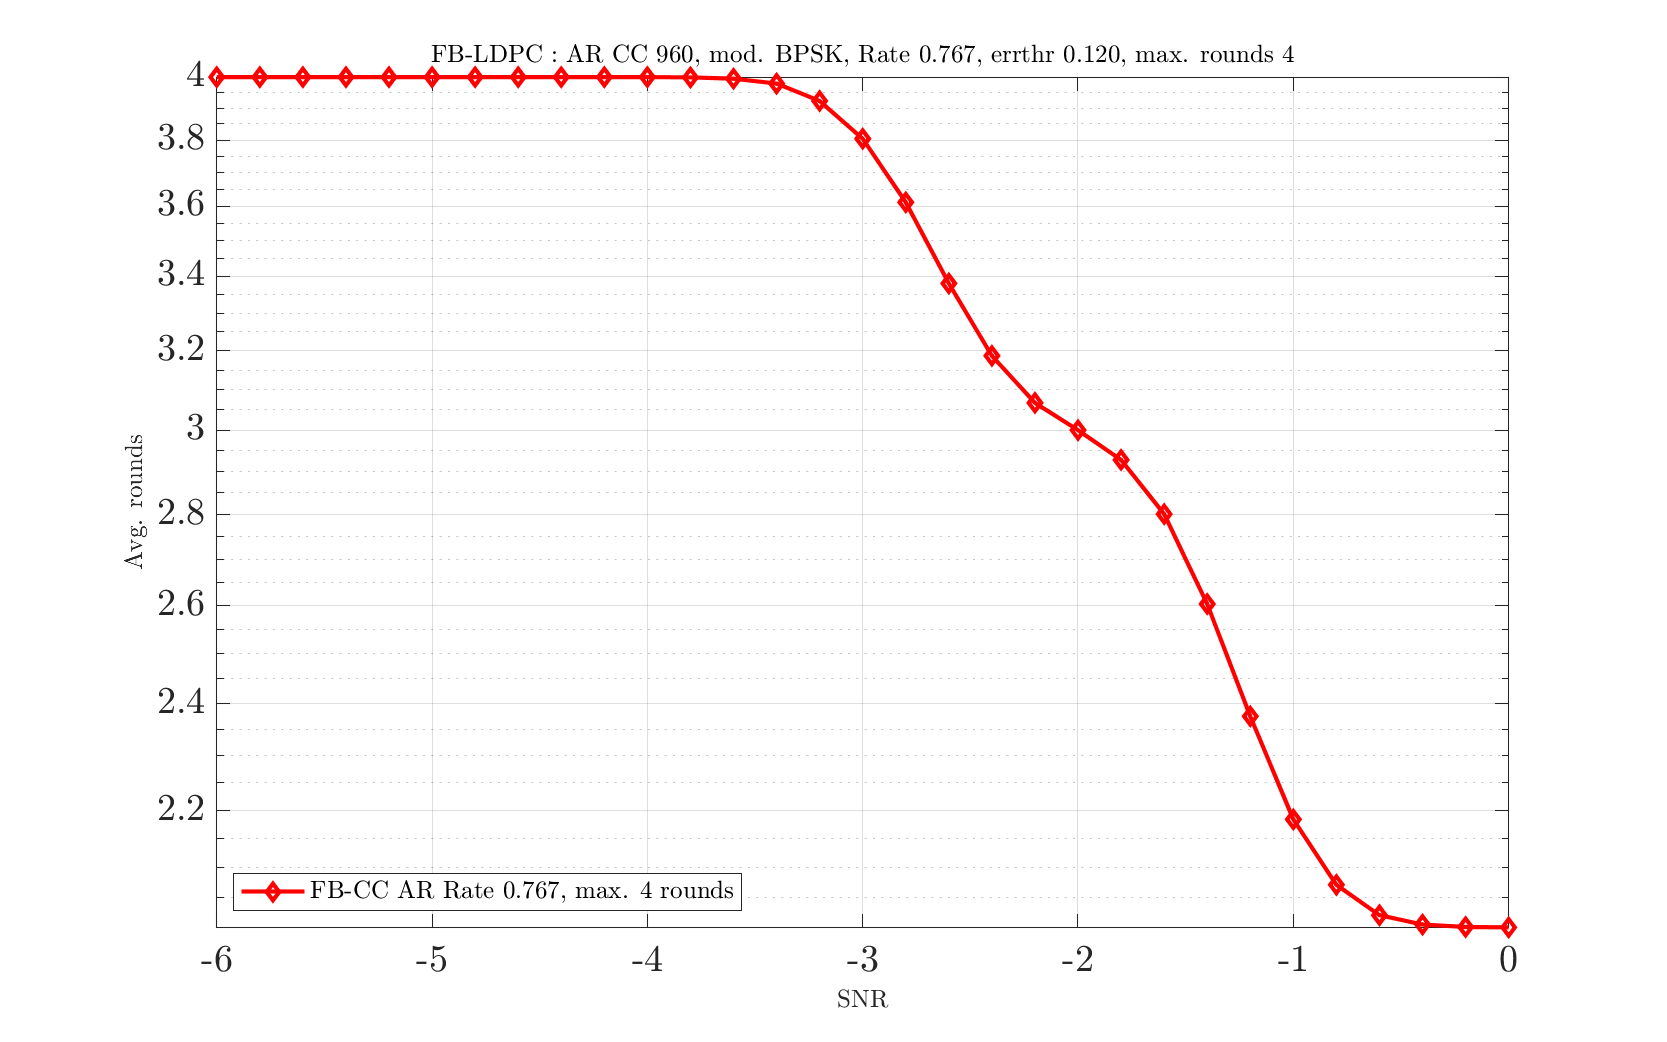 FB-LDPC : AR CC 960, mod. BPSK, Rate 0.767, errthr 0.120, max. rounds 4
4
3.8
3.6
3.4
3.2
3
2.8
2.6
2.4
2.2
Avg. rounds
FB-CC AR Rate 0.767, max. 4 rounds
-6 -5 -4 -3 -2 -1 0
SNR